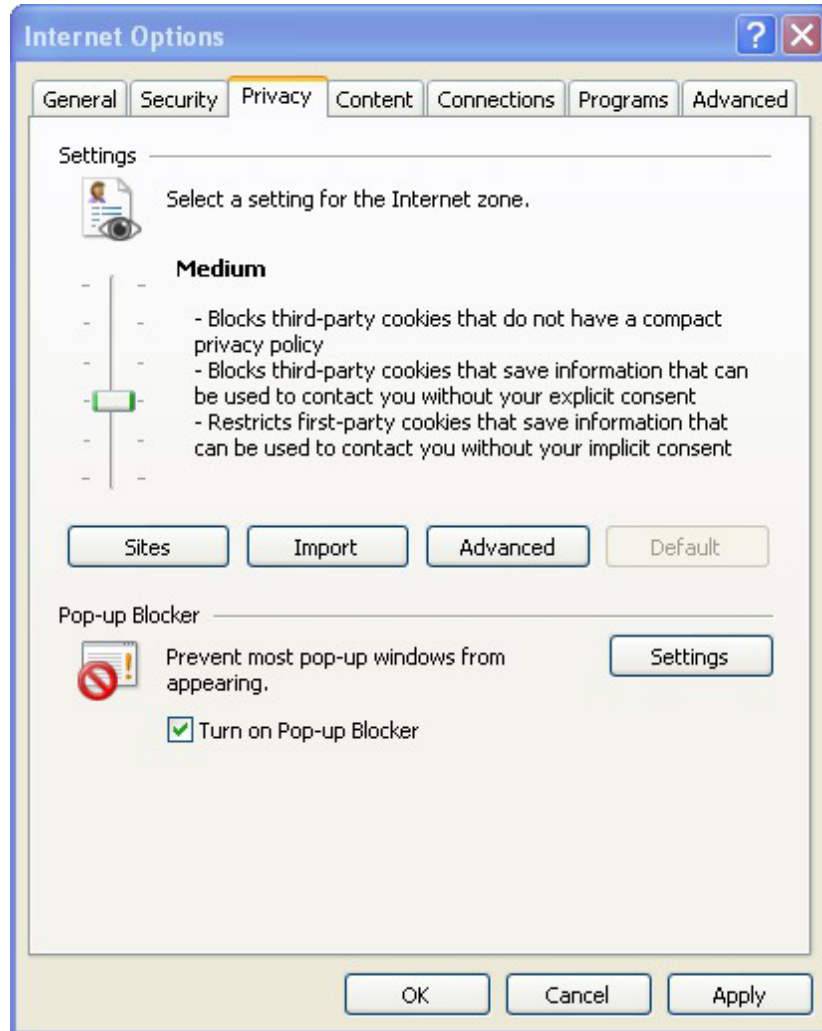 Internet Options
General Security Privacy Content Connections Programs Advanced
Settings
Select a setting for the Internet zone.
Medium
- Blocks third-party cookies that do not have a compact
privacy policy
- Blocks third-party cookies that save information that can
be used to contact you without your explicit consent
- Restricts first-party cookies that save information that
can be used to contact you without your implicit consent
Sites Import Advanced Default
Pop-up Blocker
Prevent most pop-up windows from
appearing.
Settings
Turn on Pop-up Blocker
OK Cancel Apply